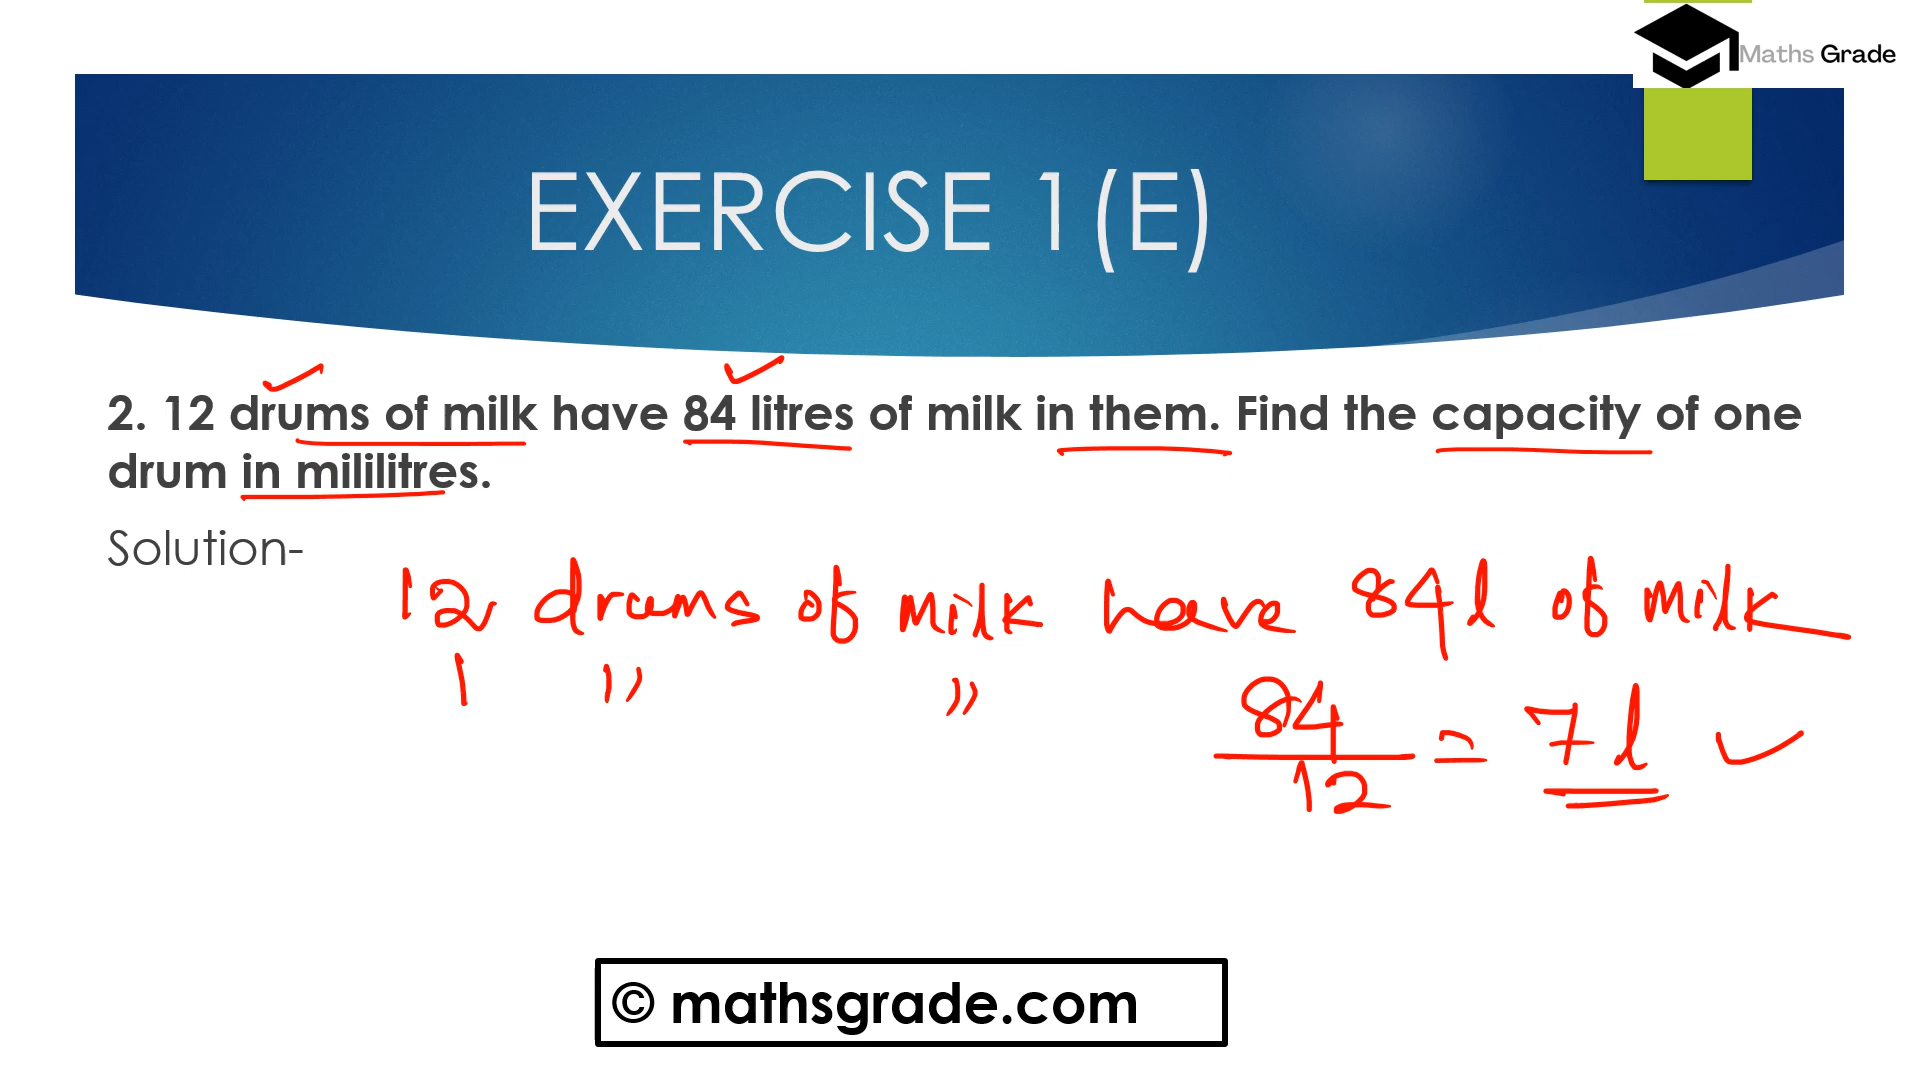 Maths Grade
EXERCISE 1(E)
2. 12 drums of milk have 84 litres of milk in them. Find the capacity of one
drum in mililitres.
Solution-
12 drums of milk have 84l of milk
1 " " 84/12 = 7l
© mathsgrade.com